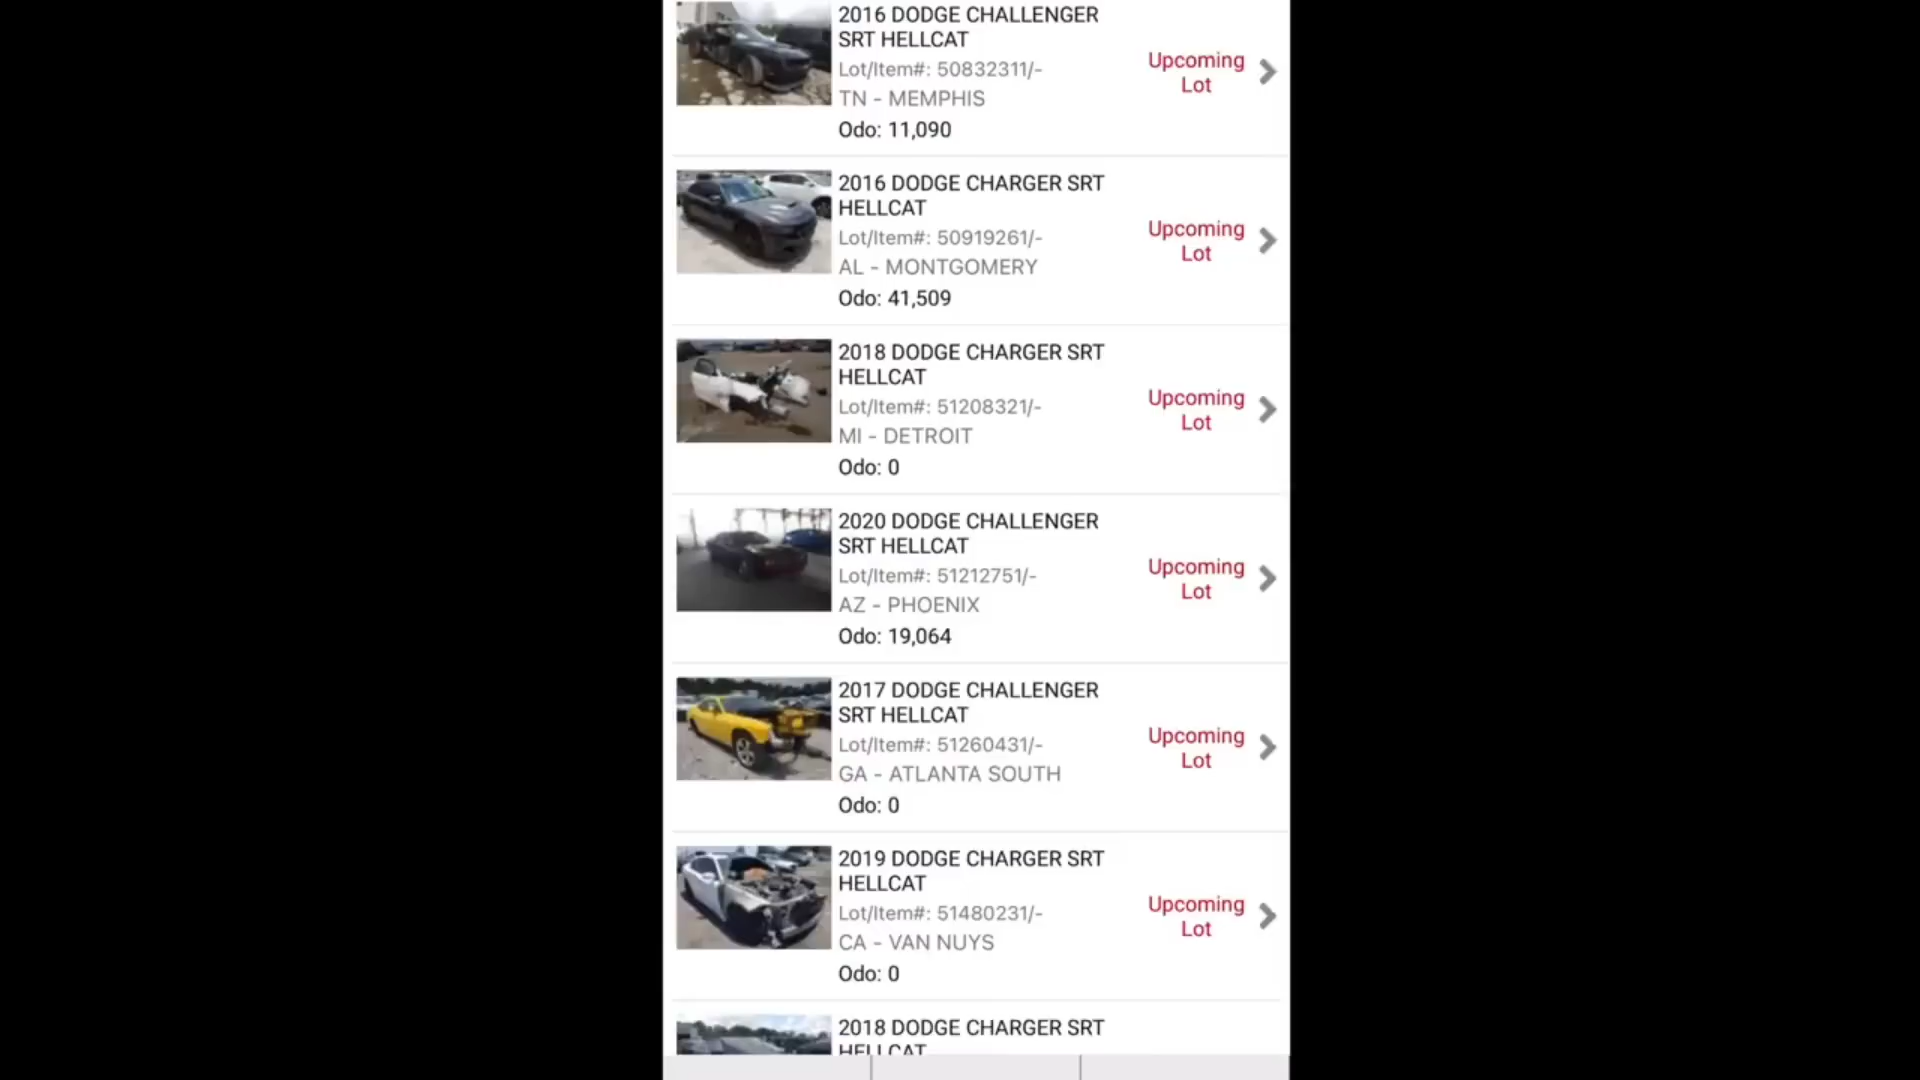 2016 DODGE CHALLENGER
SRT HELLCAT
Lot/Item#: 50832311/-
TN - MEMPHIS
Odo: 11,090
Upcoming
Lot
2016 DODGE CHARGER SRT
HELLCAT
Lot/Item#: 50919261/-
AL - MONTGOMERY
Odo: 41,509
Upcoming
Lot
2018 DODGE CHARGER SRT
HELLCAT
Lot/Item#: 51208321/-
MI - DETROIT
Odo: 0
Upcoming
Lot
2020 DODGE CHALLENGER
SRT HELLCAT
Lot/Item#: 51212751/-
AZ - PHOENIX
Odo: 19,064
Upcoming
Lot
2017 DODGE CHALLENGER
SRT HELLCAT
Lot/Item#: 51260431/-
GA - ATLANTA SOUTH
Odo: 0
Upcoming
Lot
2019 DODGE CHARGER SRT
HELLCAT
Lot/Item#: 51480231/-
CA - VAN NUYS
Odo: 0
Upcoming
Lot
2018 DODGE CHARGER SRT
HELLCAT